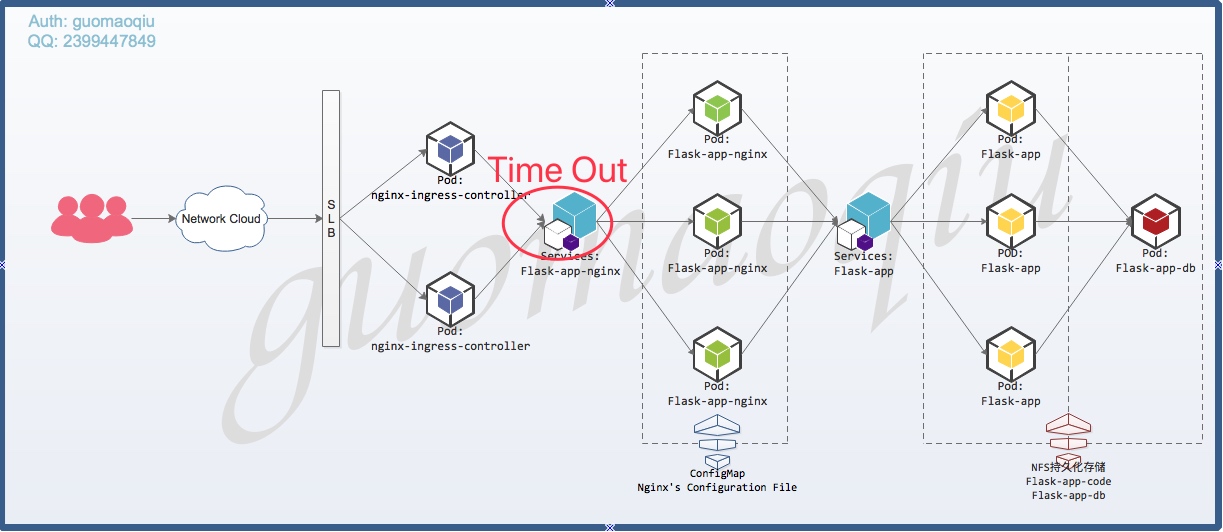 Auth: guomaoqiu
QQ: 2399447849
Network Cloud
S
L
B
Pod:
nginx-ingress-controller
Pod:
nginx-ingress-controller
Time Out
Services:
Flask-app-nginx
Pod:
Flask-app-nginx
Pod:
Flask-app-nginx
Pod:
Flask-app-nginx
ConfigMap
Nginx's Configuration File
Services:
Flask-app
Pod:
Flask-app
Pod:
Flask-app
Pod:
Flask-app
Pod:
Flask-app-db
NFS持久化存储
Flask-app-code
Flask-app-db
guomaoqiu